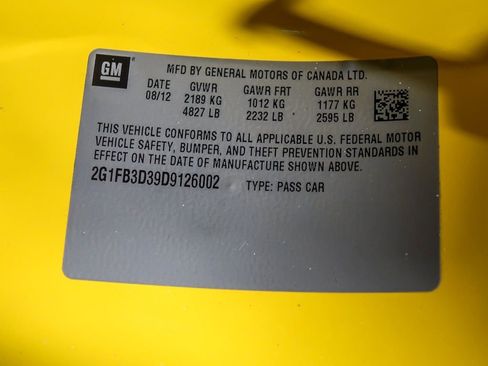 GM
MFD BY GENERAL MOTORS OF CANADA LTD.
DATE GVWR GAWR FRT GAWR RR
08/12 2189 KG 1012 KG 1177 KG
4827 LB 2232 LB 2595 LB
THIS VEHICLE CONFORMS TO ALL APPLICABLE U.S. FEDERAL MOTOR
VEHICLE SAFETY, BUMPER, AND THEFT PREVENTION STANDARDS IN
EFFECT ON THE DATE OF MANUFACTURE SHOWN ABOVE.
2G1FB3D39D9126002 TYPE: PASS CAR